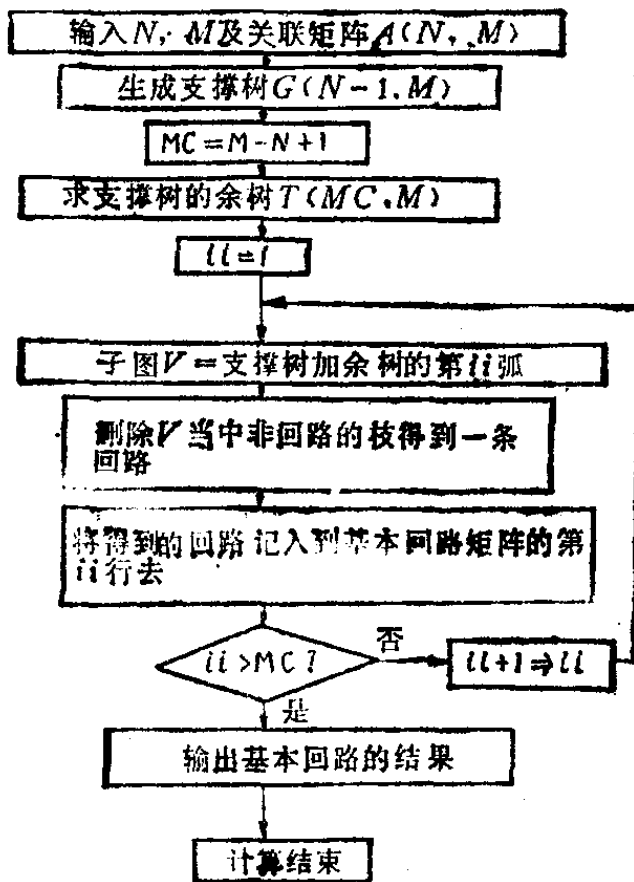 输入N,M及关联矩阵A(N,M)
生成支撑树G(N-1,M)
MC=M-N+1
求支撑树的余树T(MC,M)
ii=1
子图V=支撑树加余树的第ii弧
删除V当中非回路的枝得到一条
回路
将得到的回路记入到基本回路矩阵的第
ii行去
ii>MC?
否
ii+1⇒ii
是
输出基本回路的结果
计算结束